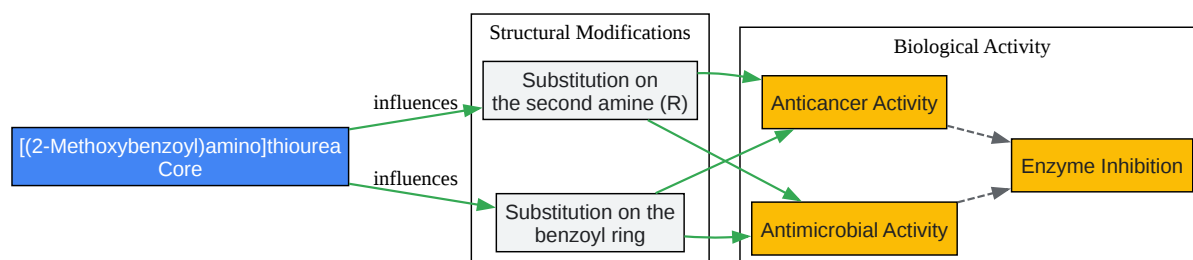 Structural Modifications
Biological Activity
Substitution on
the second amine (R)
influences
Anticancer Activity
[(2-Methoxybenzoyl)amino]thiourea
Core
Enzyme Inhibition
influences
Substitution on the
benzoyl ring
Antimicrobial Activity